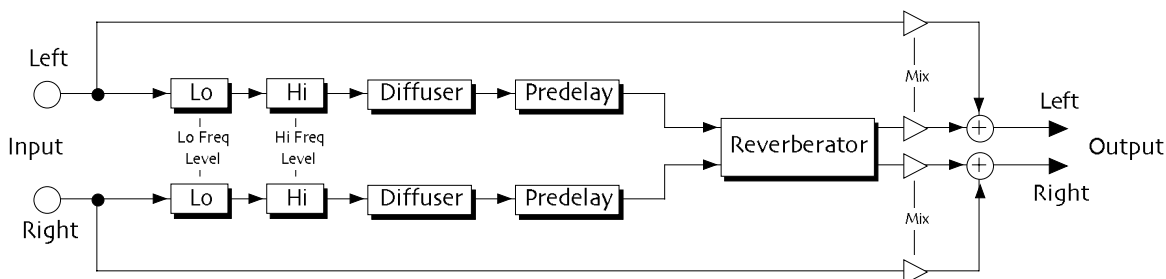 Left
Lo
Hi
Diffuser
Predelay
Mix
Left
Input
Lo Freq
Level
Hi Freq
Level
Reverberator
+
+
Output
Lo
Hi
Diffuser
Predelay
Right
Right
Mix